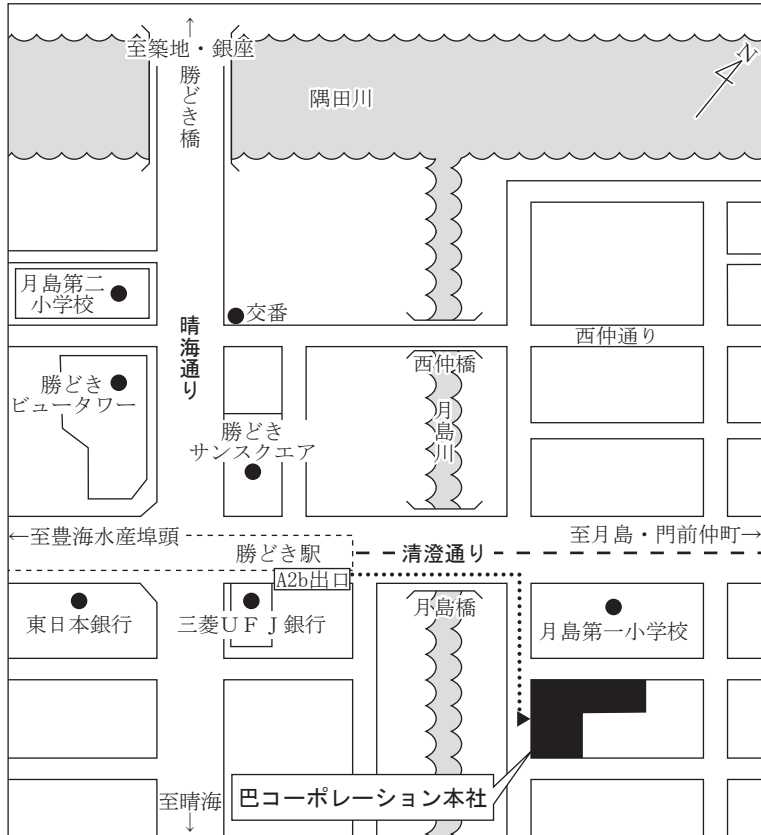 至築地・銀座
勝どき橋
隅田川
N
月島第二
小学校
交番
晴海通り
西仲通り
勝どき
ビュータワー
西仲橋
月島川
勝どき
サンスクエア
←至豊海水産埠頭
至月島・門前仲町→
勝どき駅
清澄通り
A2b出口
東日本銀行
三菱UFJ銀行
月島橋
月島第一小学校
至晴海
巴コーポレーション本社